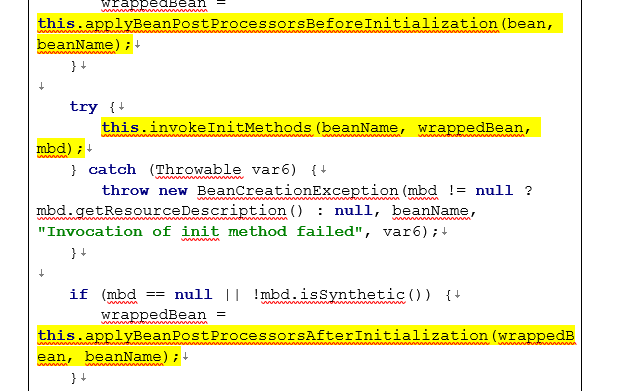 wrappedBean =
this.applyBeanPostProcessorsBeforeInitialization(bean,
beanName);↓
}↓
↓
try {↓
this.invokeInitMethods(beanName, wrappedBean,
mbd);↓
} catch (Throwable var6) {↓
throw new BeanCreationException(mbd != null ?
mbd.getResourceDescription() : null, beanName,
"Invocation of init method failed", var6);↓
}↓
↓
if (mbd == null || !mbd.isSynthetic()) {↓
wrappedBean =
this.applyBeanPostProcessorsAfterInitialization(wrappedB
ean, beanName);↓
}↓